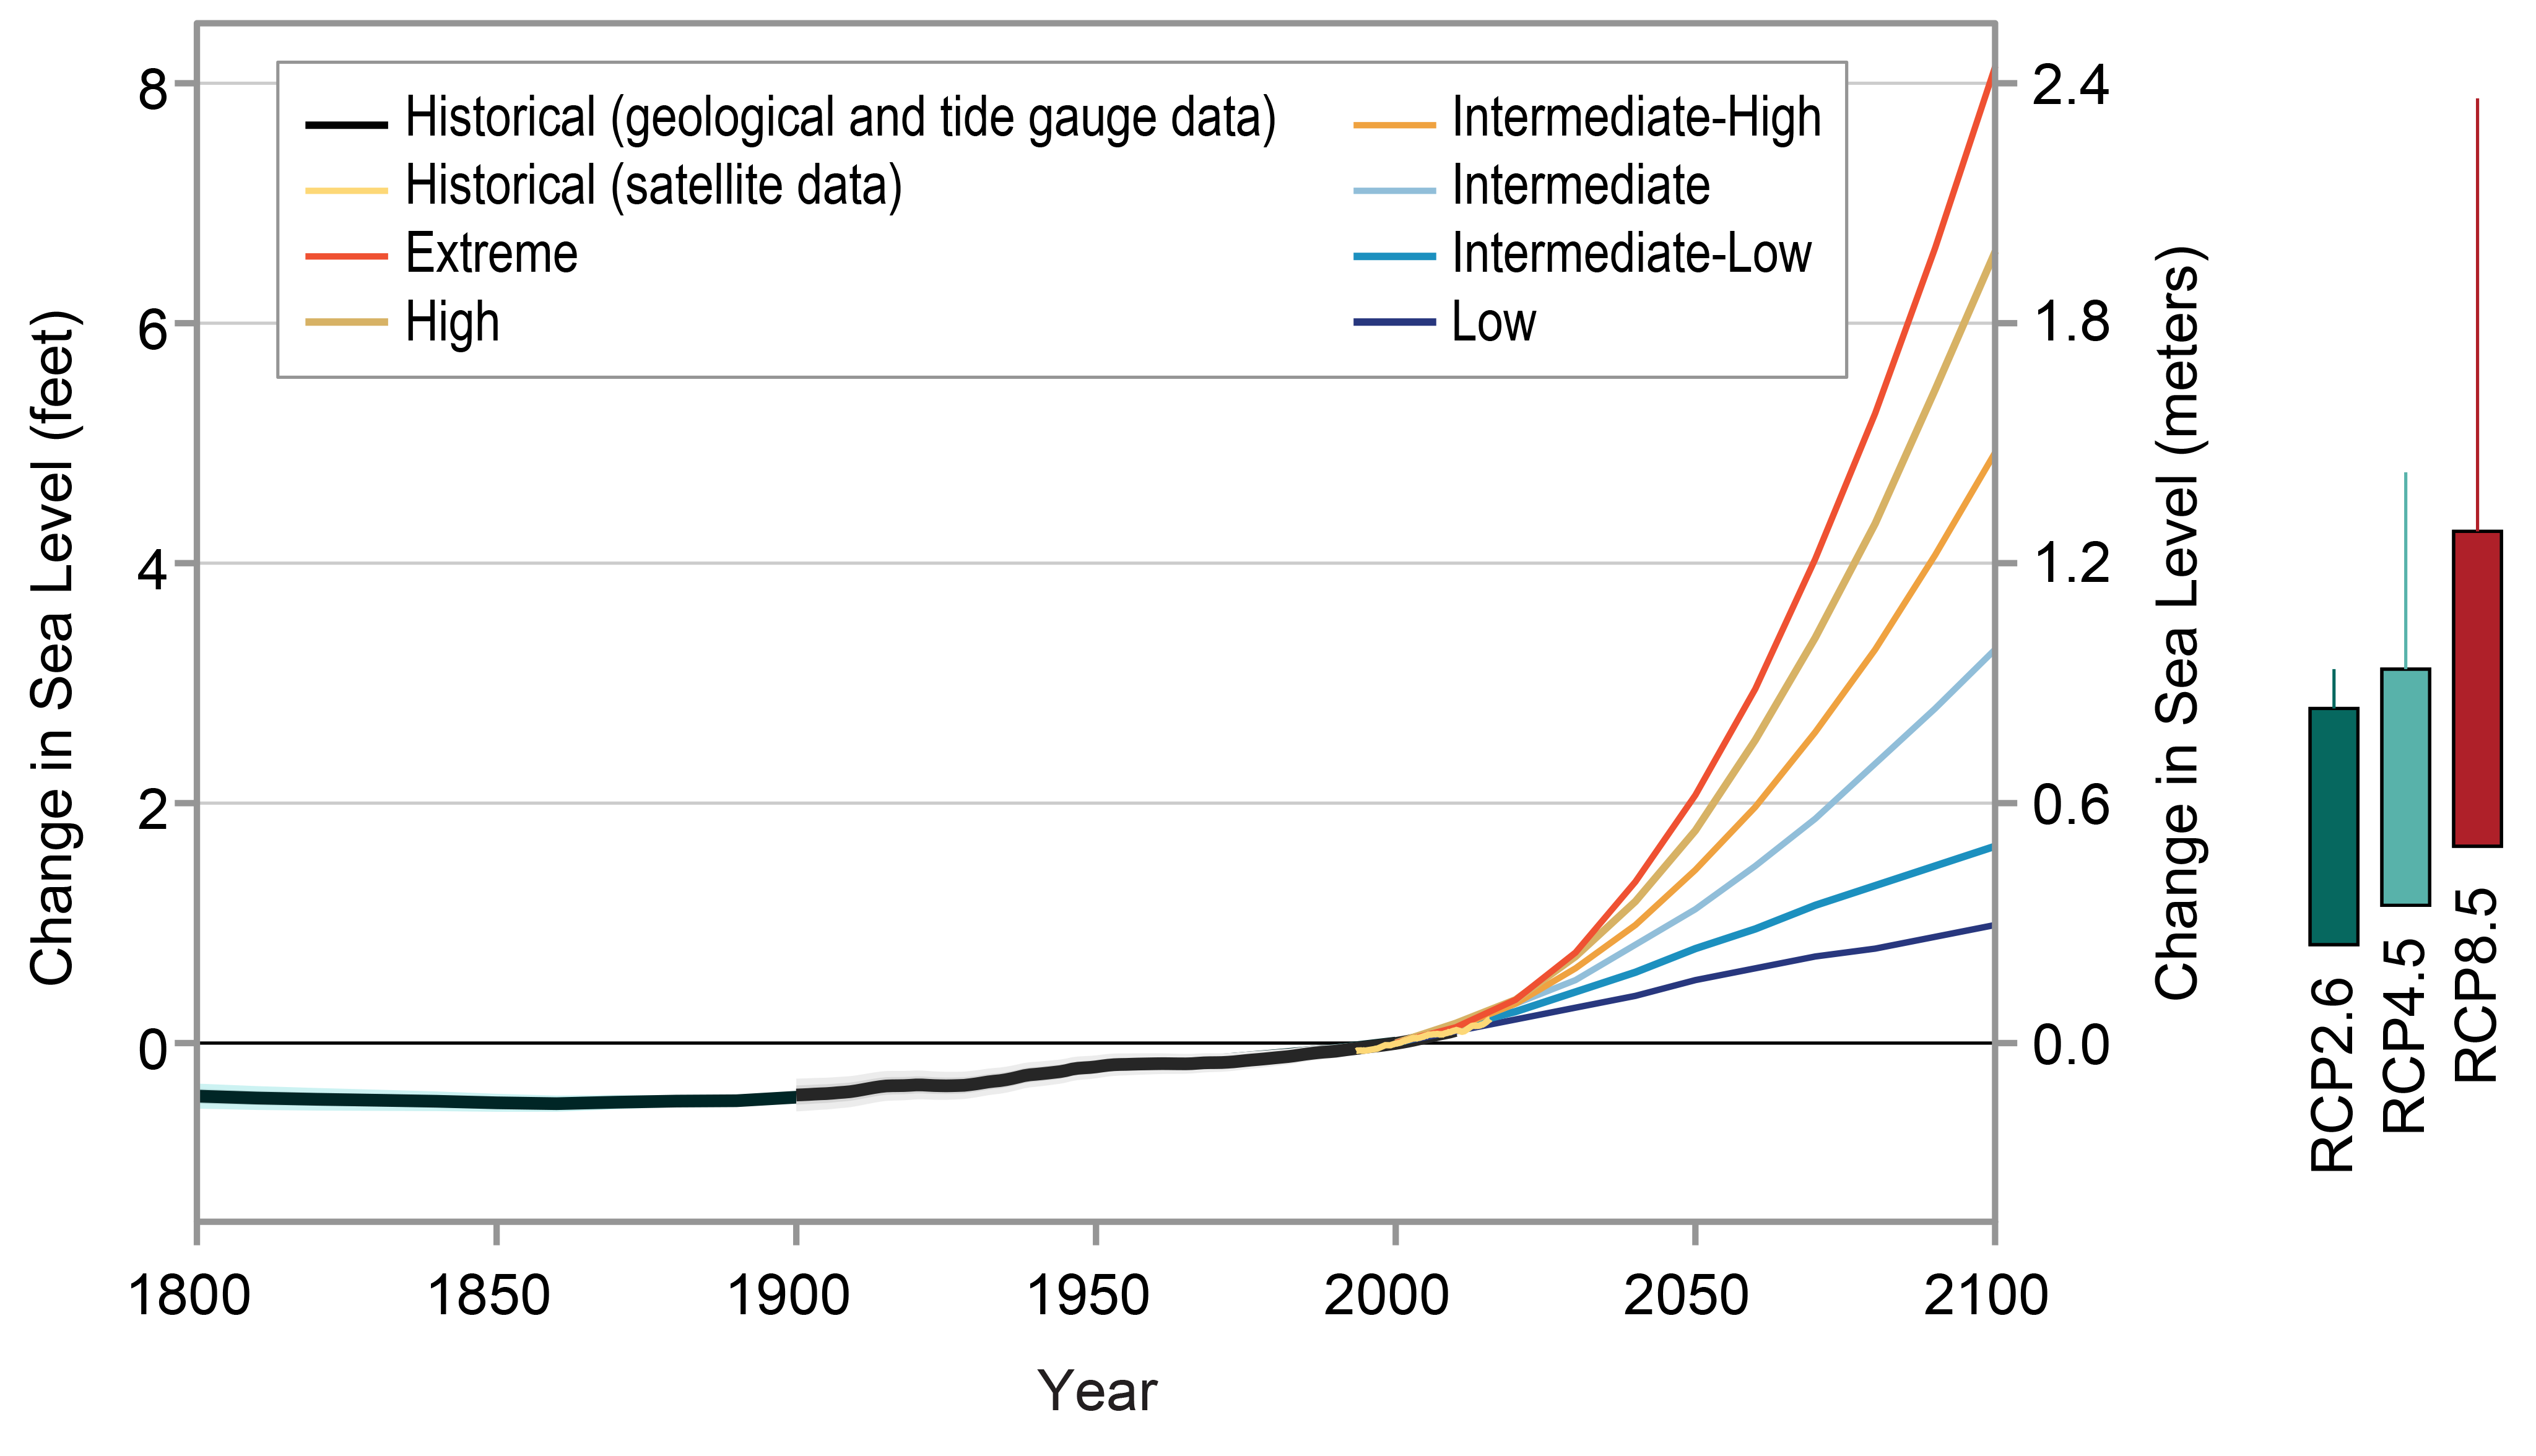 Change in Sea Level (feet)
8
6
4
2
0
Historical (geological and tide gauge data)
Historical (satellite data)
Extreme
High
Intermediate-High
Intermediate
Intermediate-Low
Low
2.4
1.8
1.2
0.6
0.0
Change in Sea Level (meters)
RCP2.6
RCP4.5
RCP8.5
1800
1850
1900
1950
2000
2050
2100
Year